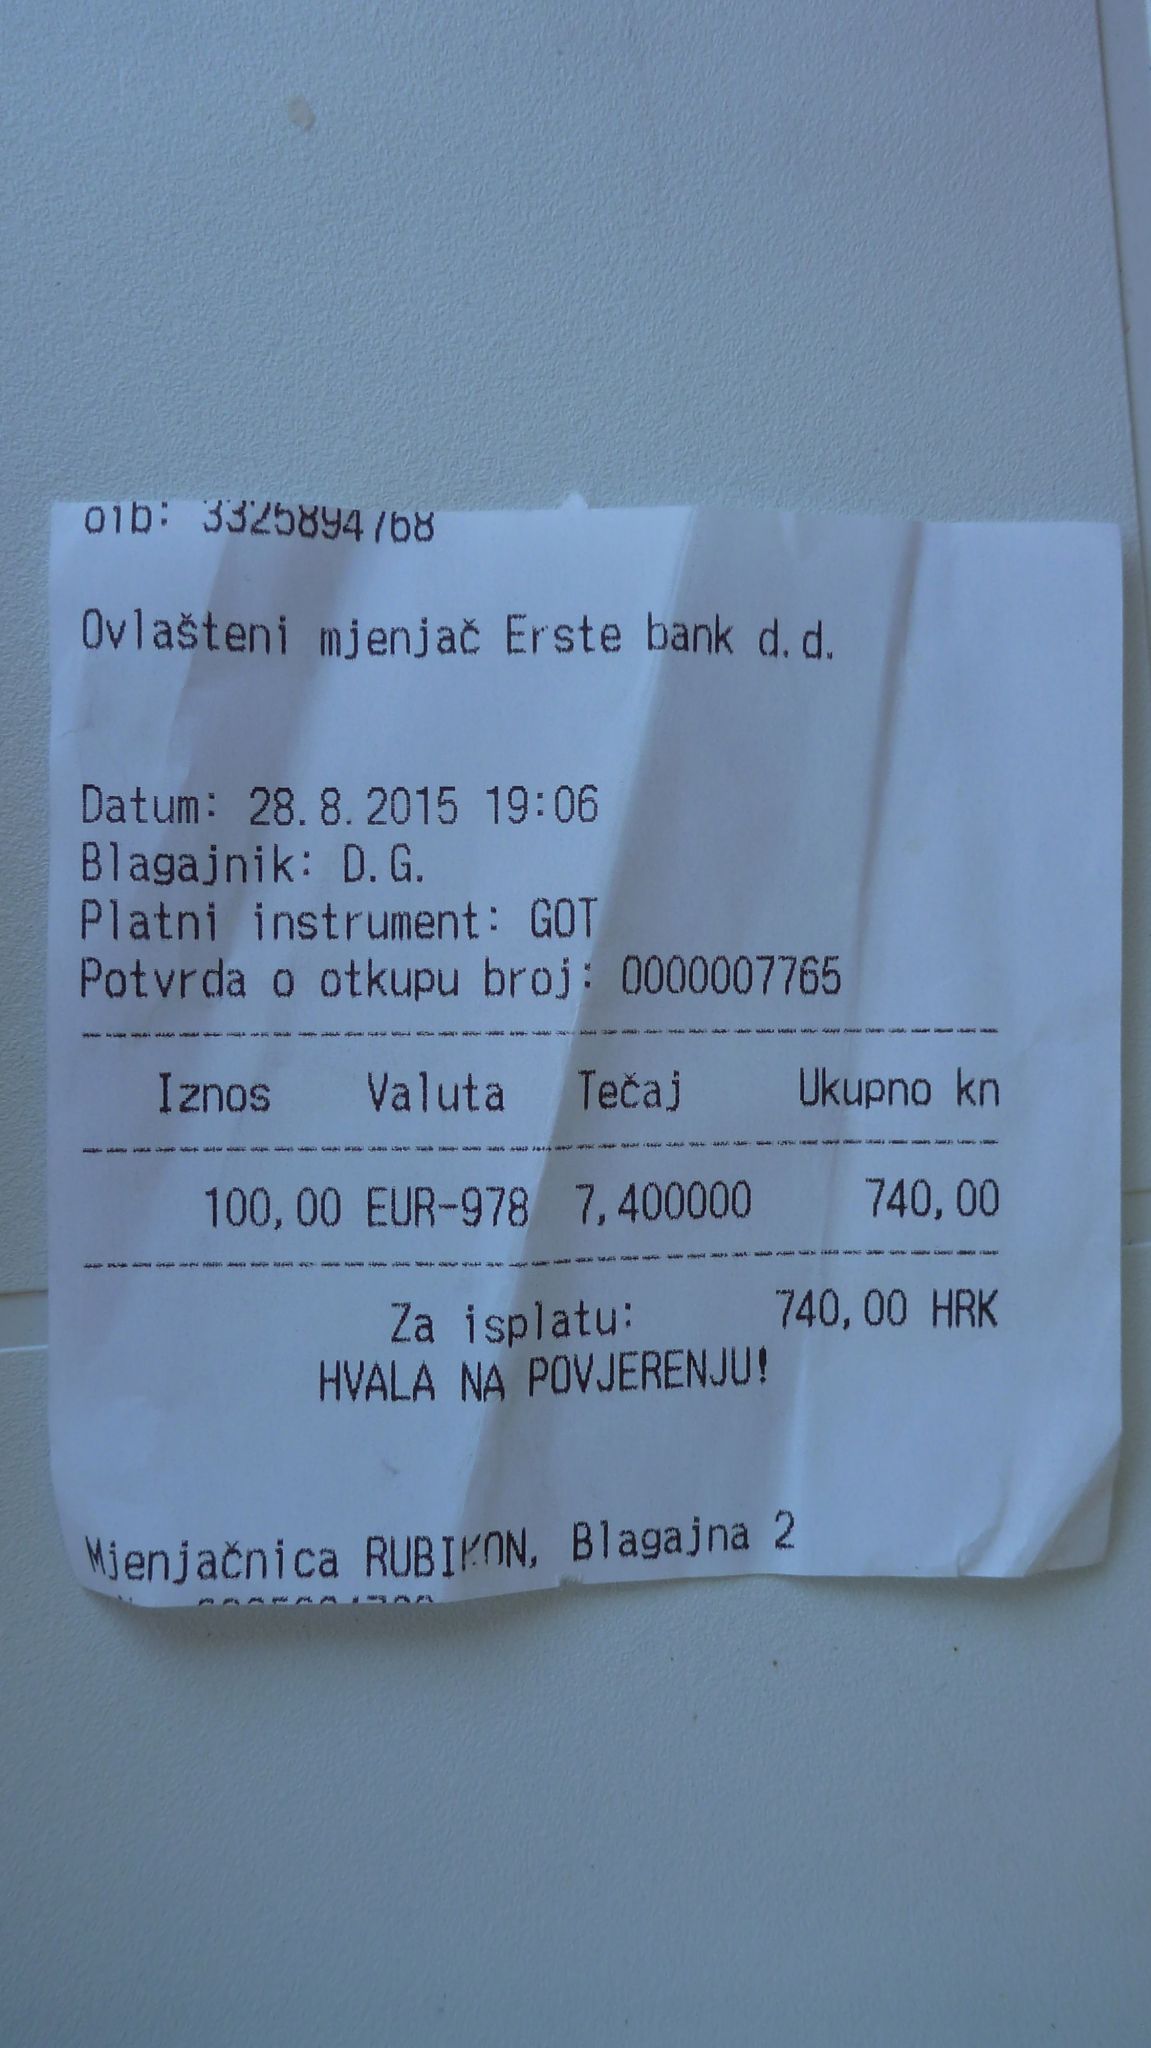 oib: 3325894768
Ovlašteni mjenjač Erste bank d.d.
Datum: 28.8.2015 19:06
Blagajnik: D.G.
Platni instrument: GOT
Potvrda o otkupu broj: 0000007765
Iznos Valuta Tečaj Ukupno kn
100,00 EUR-978 7,400000 740,00
Za isplatu: 740,00 HRK
HVALA NA POVJERENJU!
Mjenjačnica RUBIKON, Blagajna 2